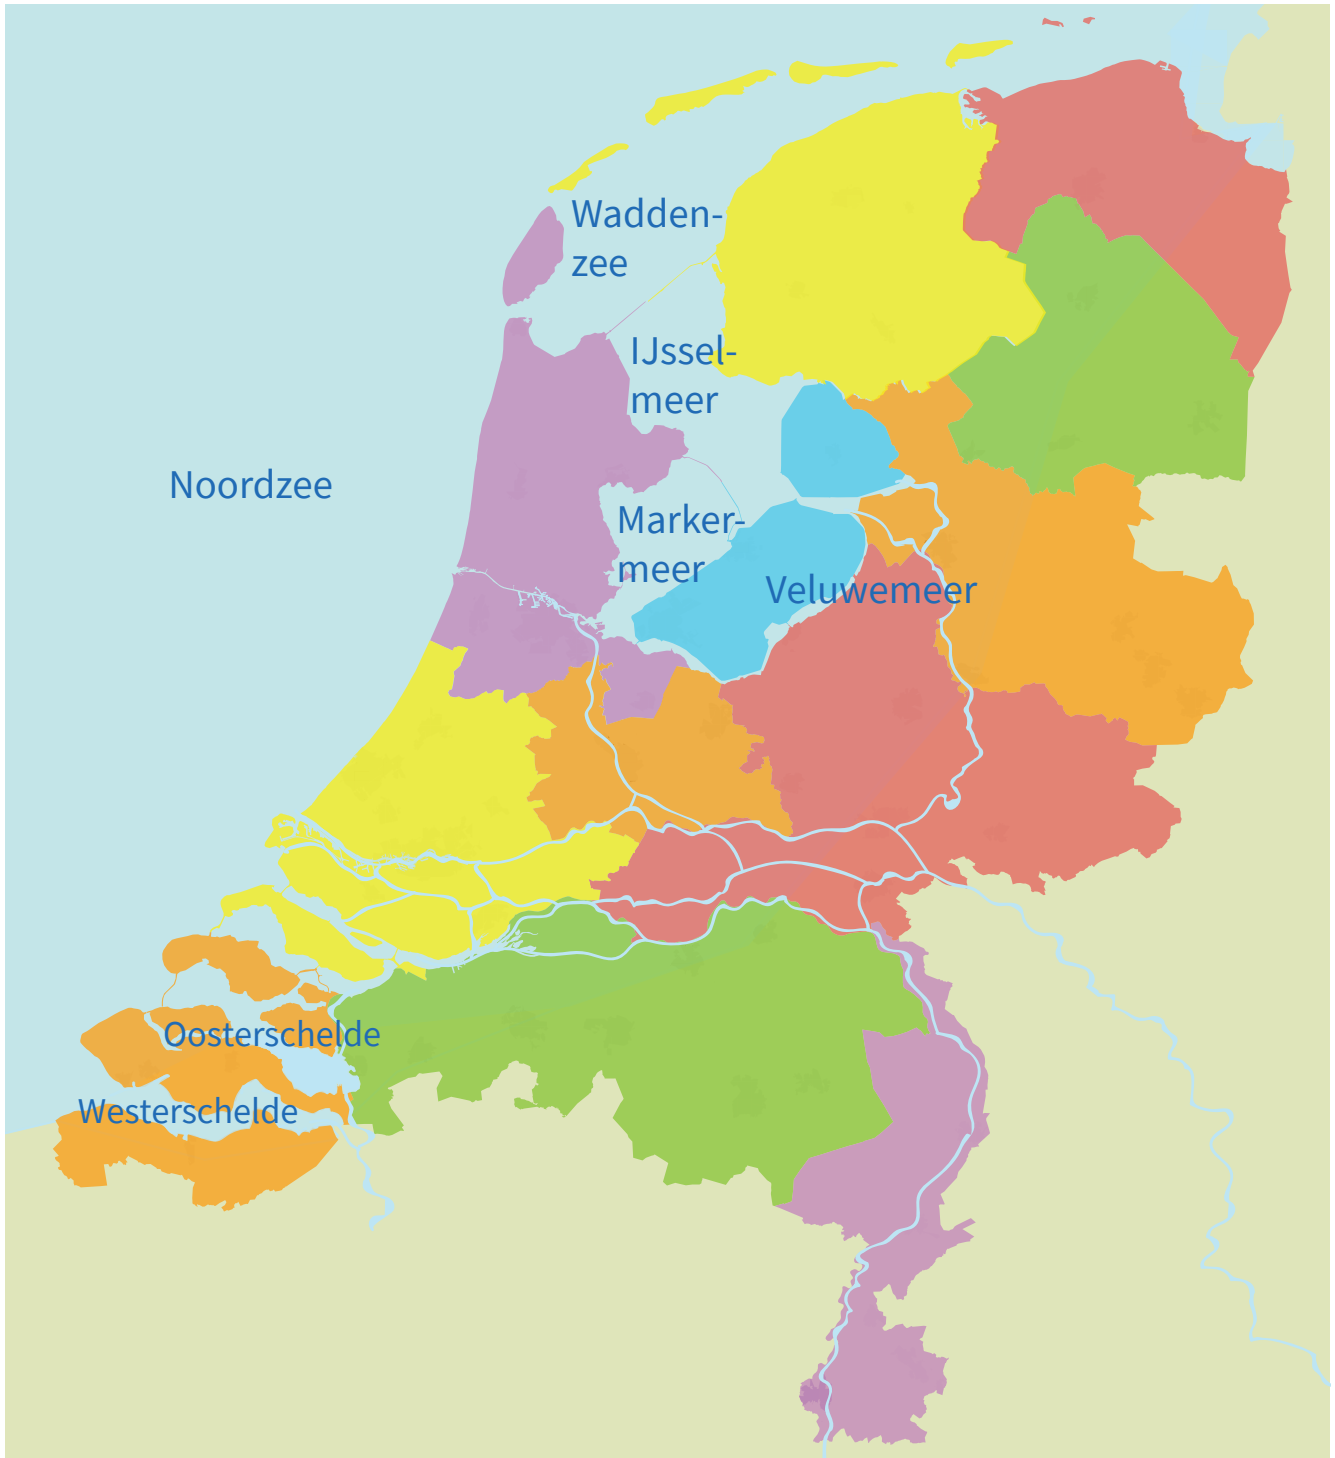 Wadden-
zee
IJssel-
meer
Noordzee
Marker-
meer
Veluwemeer
Oosterschelde
Westerschelde